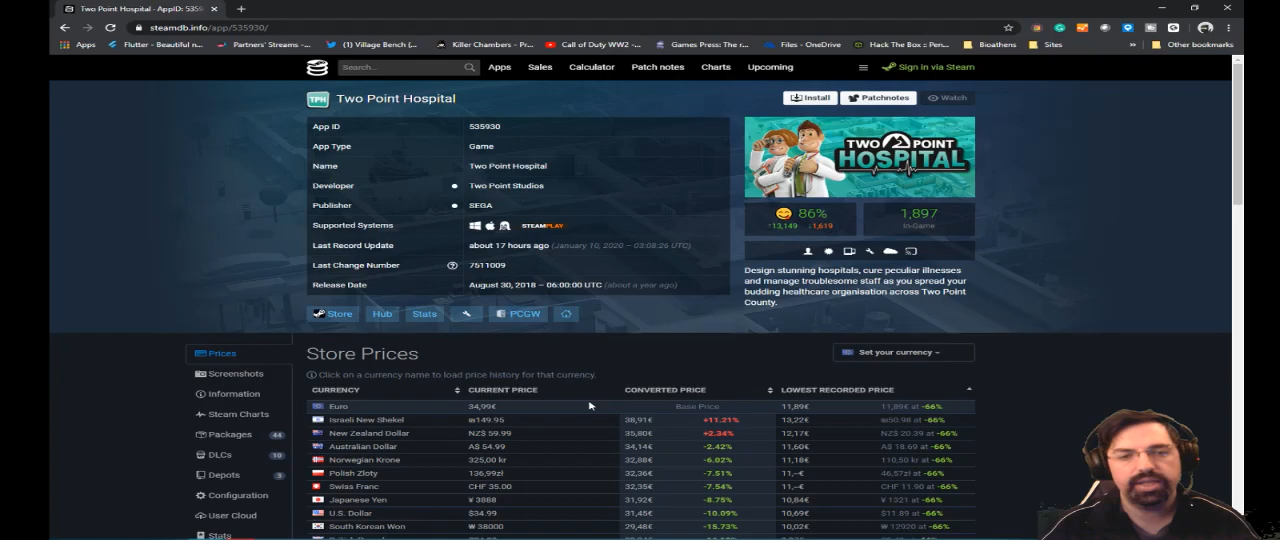 Two Point Hospital - AppID: 5359
steamdb.info/app/535930/
Apps
Flutter - Beautiful n...
Partners' Streams - ...
(1) Village Bench (...
Killer Chambers - Pr...
Call of Duty WW2 -...
Games Press: The r...
Files - OneDrive
Hack The Box :: Pen...
Bioathens
Sites
»
Other bookmarks
Search...
Apps
Sales
Calculator
Patch notes
Charts
Upcoming
Sign in via Steam
TPH
Two Point Hospital
Install
Patchnotes
Watch
App ID 535930
App Type Game
Name Two Point Hospital
Developer Two Point Studios
Publisher SEGA
Supported Systems STEAMPLAY
Last Record Update about 17 hours ago (January 10, 2020 – 03:08:26 UTC)
Last Change Number 7511009
Release Date August 30, 2018 – 06:00:00 UTC (about a year ago)
TWO POINT
HOSPITAL
86%
↑13,149 ↓1,619
1,897
In-Game
Design stunning hospitals, cure peculiar illnesses
and manage troublesome staff as you spread your
budding healthcare organisation across Two Point
County.
Store
Hub
Stats
PCGW
Prices
Screenshots
Information
Steam Charts
Packages 44
DLCs 10
Depots 3
Configuration
User Cloud
Stats
Store Prices
Set your currency
Click on a currency name to load price history for that currency.
CURRENCY CURRENT PRICE CONVERTED PRICE LOWEST RECORDED PRICE
Euro 34,99€ Base Price 11,89€ 11,89€ at -66%
Israeli New Shekel ₪149.95 38,91€ +11.21% 13,22€ ₪50.98 at -66%
New Zealand Dollar NZ$ 59.99 35,80€ +2.34% 12,17€ NZ$ 20.39 at -66%
Australian Dollar A$ 54.99 34,14€ -2.42% 11,60€ A$ 18.69 at -66%
Norwegian Krone 325,00 kr 32,88€ -6.02% 11,18€ 110,50 kr at -66%
Polish Zloty 136,99zł 32,36€ -7.51% 11,--€ 46,57zł at -66%
Swiss Franc CHF 35.00 32,35€ -7.54% 11,--€ CHF 11.90 at -66%
Japanese Yen ¥ 3888 31,92€ -8.75% 10,84€ ¥ 1321 at -66%
U.S. Dollar $34.99 31,45€ -10.09% 10,69€ $11.89 at -66%
South Korean Won ₩ 38000 29,48€ -15.73% 10,02€ ₩ 12920 at -66%